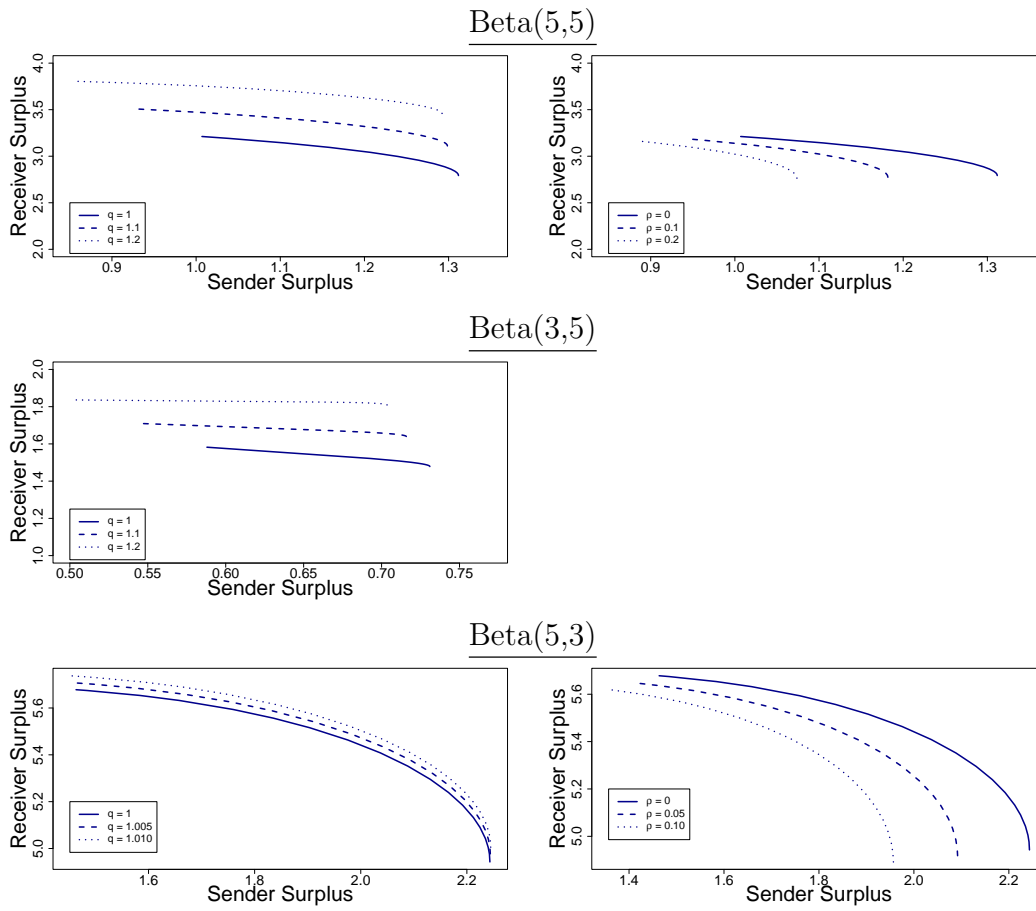 Beta(5,5)
Receiver Surplus
4.0
3.5
3.0
2.5
2.0
q = 1
q = 1.1
q = 1.2
0.9 1.0 1.1 1.2 1.3
Sender Surplus
Receiver Surplus
4.0
3.5
3.0
2.5
2.0
ρ = 0
ρ = 0.1
ρ = 0.2
0.9 1.0 1.1 1.2 1.3
Sender Surplus
Beta(3,5)
Receiver Surplus
2.0
1.8
1.6
1.4
1.2
1.0
q = 1
q = 1.1
q = 1.2
0.50 0.55 0.60 0.65 0.70 0.75
Sender Surplus
Beta(5,3)
Receiver Surplus
5.6
5.4
5.2
5.0
q = 1
q = 1.005
q = 1.010
1.6 1.8 2.0 2.2
Sender Surplus
Receiver Surplus
5.6
5.4
5.2
5.0
ρ = 0
ρ = 0.05
ρ = 0.10
1.4 1.6 1.8 2.0 2.2
Sender Surplus